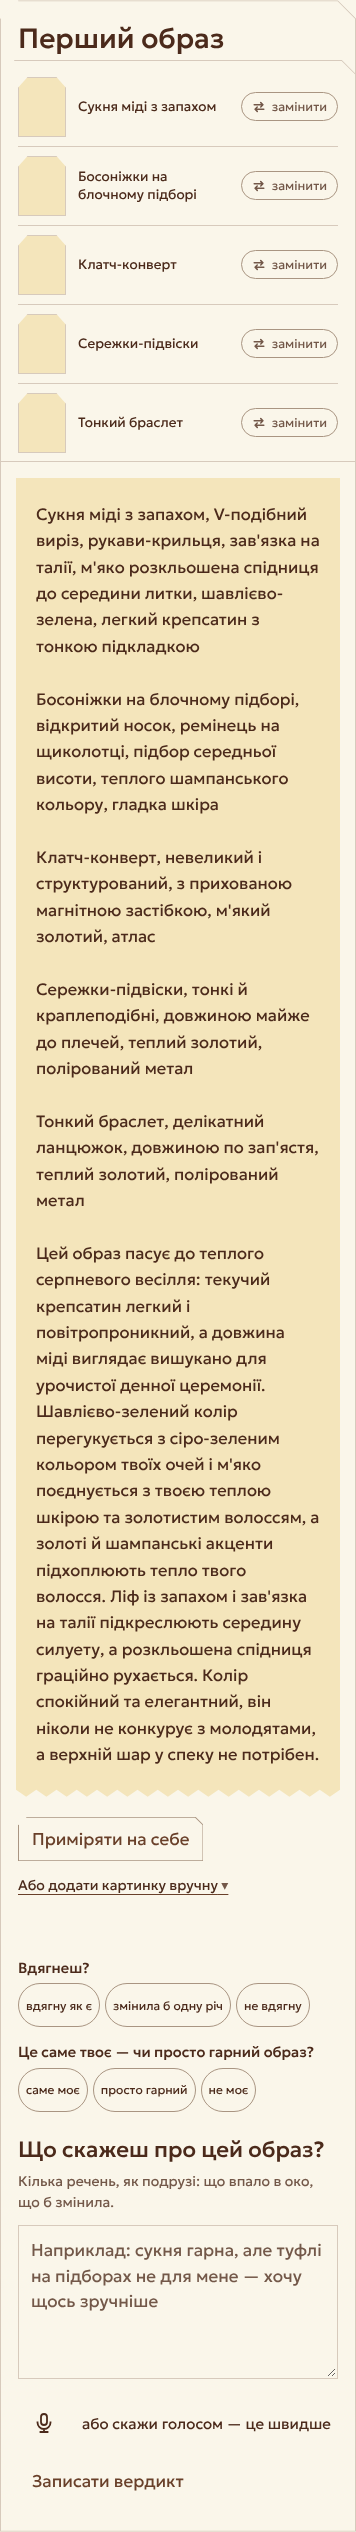 Перший образ
Сукня міді з запахом
замінити
Босоніжки на
блочному підборі
замінити
Клатч-конверт
замінити
Сережки-підвіски
замінити
Тонкий браслет
замінити
Сукня міді з запахом, V-подібний
виріз, рукави-крильця, зав'язка на
талії, м'яко розкльошена спідниця
до середини литки, шавлієво-
зелена, легкий крепсатин з
тонкою підкладкою
Босоніжки на блочному підборі,
відкритий носок, ремінець на
щиколотці, підбор середньої
висоти, теплого шампанського
кольору, гладка шкіра
Клатч-конверт, невеликий і
структурований, з прихованою
магнітною застібкою, м'який
золотий, атлас
Сережки-підвіски, тонкі й
краплеподібні, довжиною майже
до плечей, теплий золотий,
полірований метал
Тонкий браслет, делікатний
ланцюжок, довжиною по зап'ястя,
теплий золотий, полірований
метал
Цей образ пасує до теплого
серпневого весілля: текучий
крепсатин легкий і
повітропроникний, а довжина
міді виглядає вишукано для
урочистої денної церемонії.
Шавлієво-зелений колір
перегукується з сіро-зеленим
кольором твоїх очей і м'яко
поєднується з твоєю теплою
шкірою та золотистим волоссям, а
золоті й шампанські акценти
підхоплюють тепло твого
волосся. Ліф із запахом і зав'язка
на талії підкреслюють середину
силуету, а розкльошена спідниця
граційно рухається. Колір
спокійний та елегантний, він
ніколи не конкурує з молодятами,
а верхній шар у спеку не потрібен.
Приміряти на себе
Або додати картинку вручну ▾
Вдягнеш?
вдягну як є
змінила б одну річ
не вдягну
Це саме твоє — чи просто гарний образ?
саме моє
просто гарний
не моє
Що скажеш про цей образ?
Кілька речень, як подрузі: що впало в око,
що б змінила.
Наприклад: сукня гарна, але туфлі
на підборах не для мене — хочу
щось зручніше
або скажи голосом — це швидше
Записати вердикт